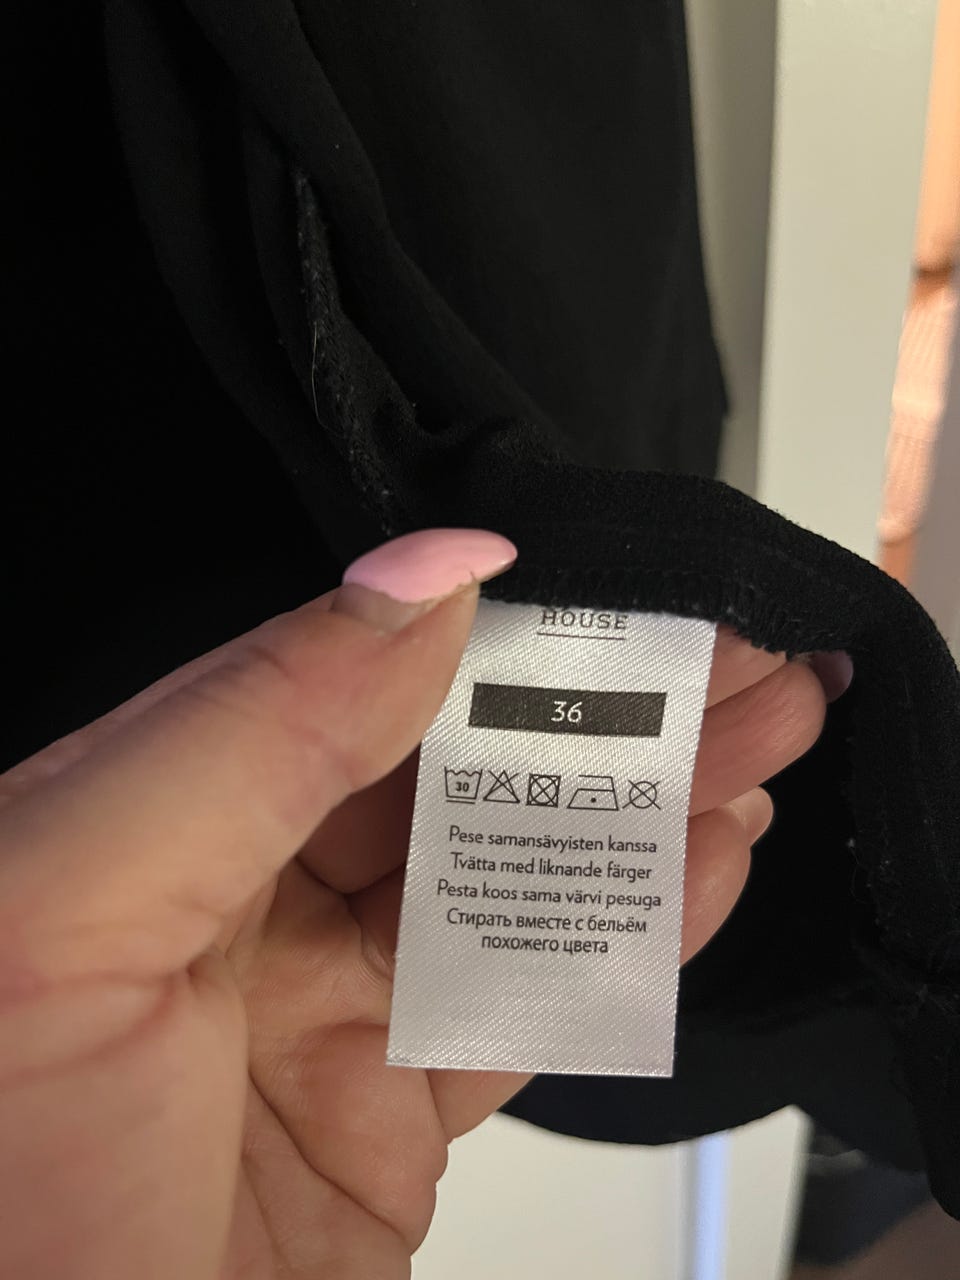 HOUSE
36
30
Pese samansävyisten kanssa
Tvätta med liknande färger
Pesta koos sama värvi pesuga
Стирать вместе с бельём
похожего цвета